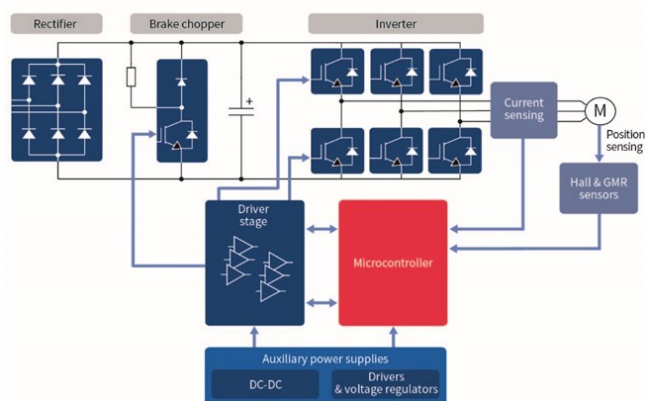 Rectifier
Brake chopper
Inverter
+
Current
sensing
M
Position
sensing
Hall & GMR
sensors
Driver
stage
Microcontroller
Auxiliary power supplies
DC-DC
Drivers
& voltage regulators